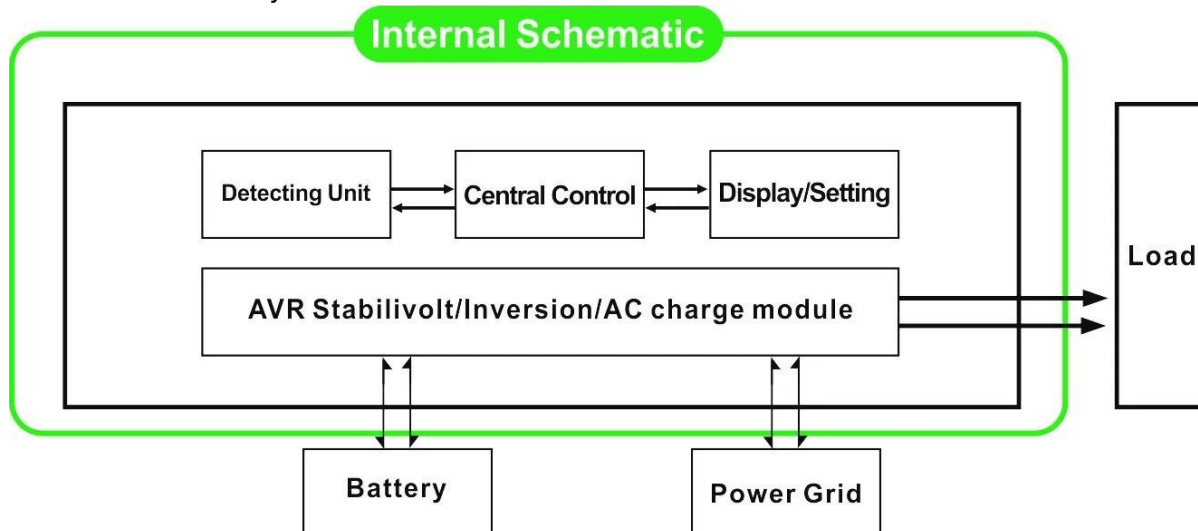 Internal Schematic
Detecting Unit
Central Control
Display/Setting
Load
AVR Stabilivolt/Inversion/AC charge module
Battery
Power Grid